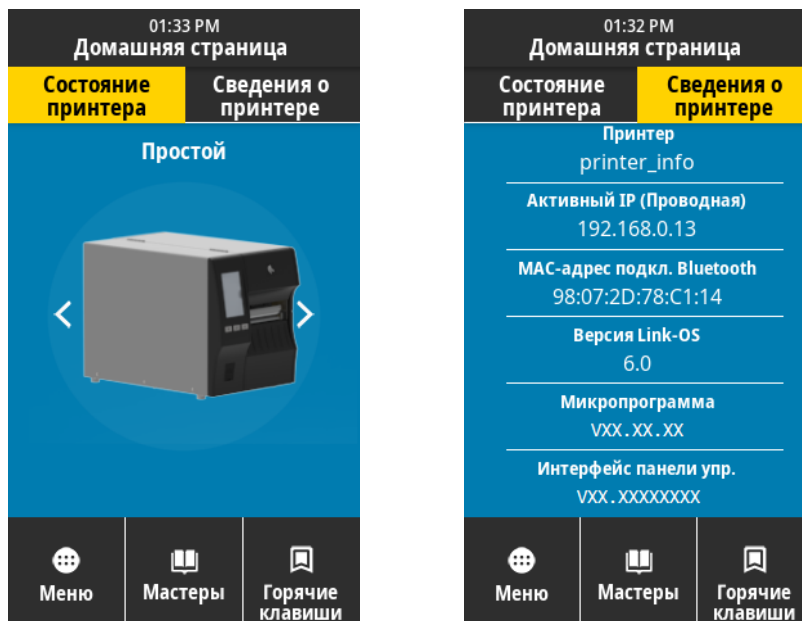 01:33 PM
Домашняя страница
Состояние
принтера
Сведения о
принтере
Простой
Меню
Мастеры
Горячие
клавиши
01:32 PM
Домашняя страница
Состояние
принтера
Сведения о
принтере
Принтер
printer_info
Активный IP (Проводная)
192.168.0.13
MAC-адрес подкл. Bluetooth
98:07:2D:78:C1:14
Версия Link-OS
6.0
Микропрограмма
VXX.XX.XX
Интерфейс панели упр.
VXX.XXXXXXXX
Меню
Мастеры
Горячие
клавиши